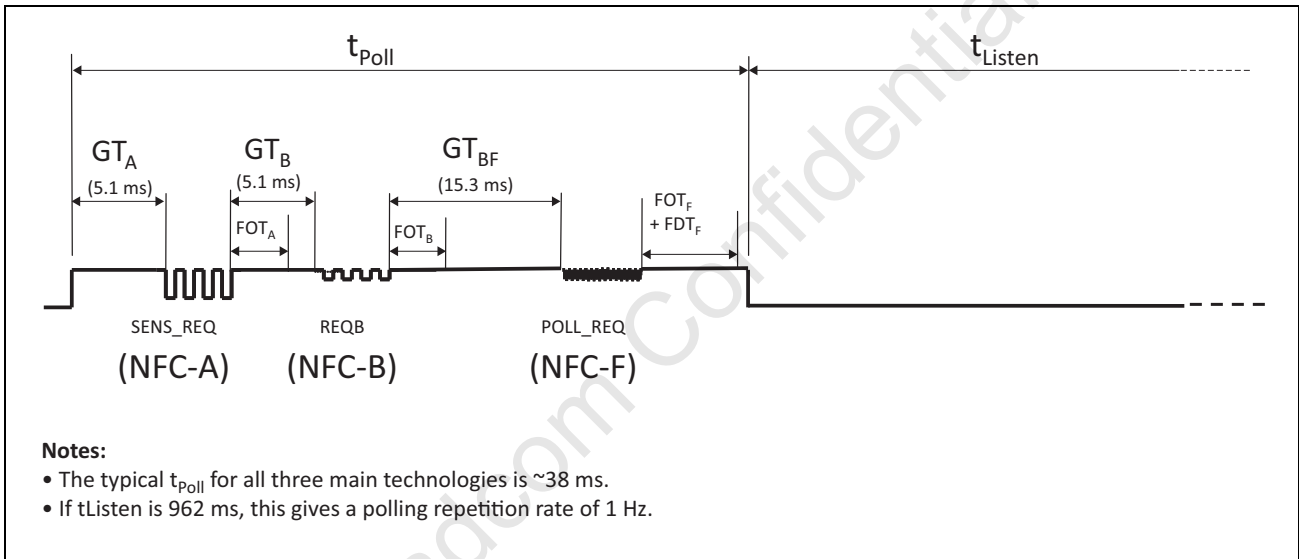 tPoll
tListen
GTA
(5.1 ms)
GTB
(5.1 ms)
GTBF
(15.3 ms)
FOTA
FOTB
FOTF
+ FDTF
SENS_REQ
REQB
POLL_REQ
(NFC-A)
(NFC-B)
(NFC-F)
Notes:
• The typical tPoll for all three main technologies is ~38 ms.
• If tListen is 962 ms, this gives a polling repetition rate of 1 Hz.
dcom Confidential